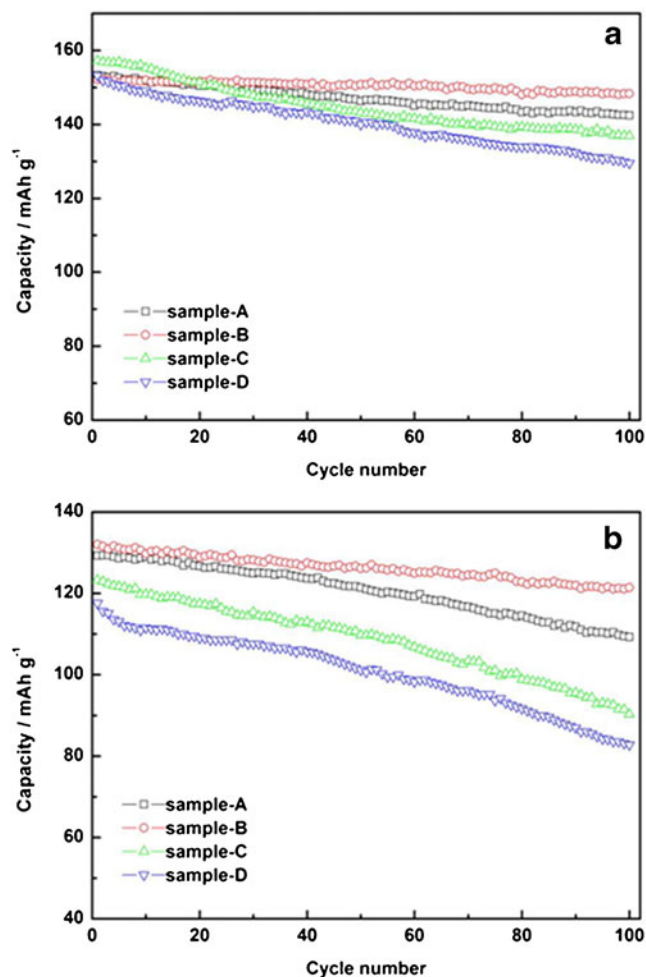 a
160
140
120
100
80
60
Capacity / mAh g⁻¹
sample-A
sample-B
sample-C
sample-D
0 20 40 60 80 100
Cycle number
b
140
120
100
80
60
40
Capacity / mAh g⁻¹
sample-A
sample-B
sample-C
sample-D
0 20 40 60 80 100
Cycle number